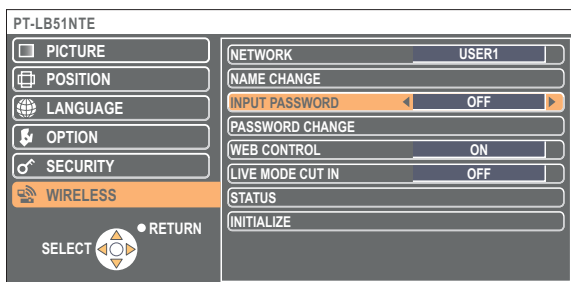 PT-LB51NTE
PICTURE
POSITION
LANGUAGE
OPTION
SECURITY
WIRELESS
RETURN
SELECT
NETWORK USER1
NAME CHANGE
INPUT PASSWORD OFF
PASSWORD CHANGE
WEB CONTROL ON
LIVE MODE CUT IN OFF
STATUS
INITIALIZE